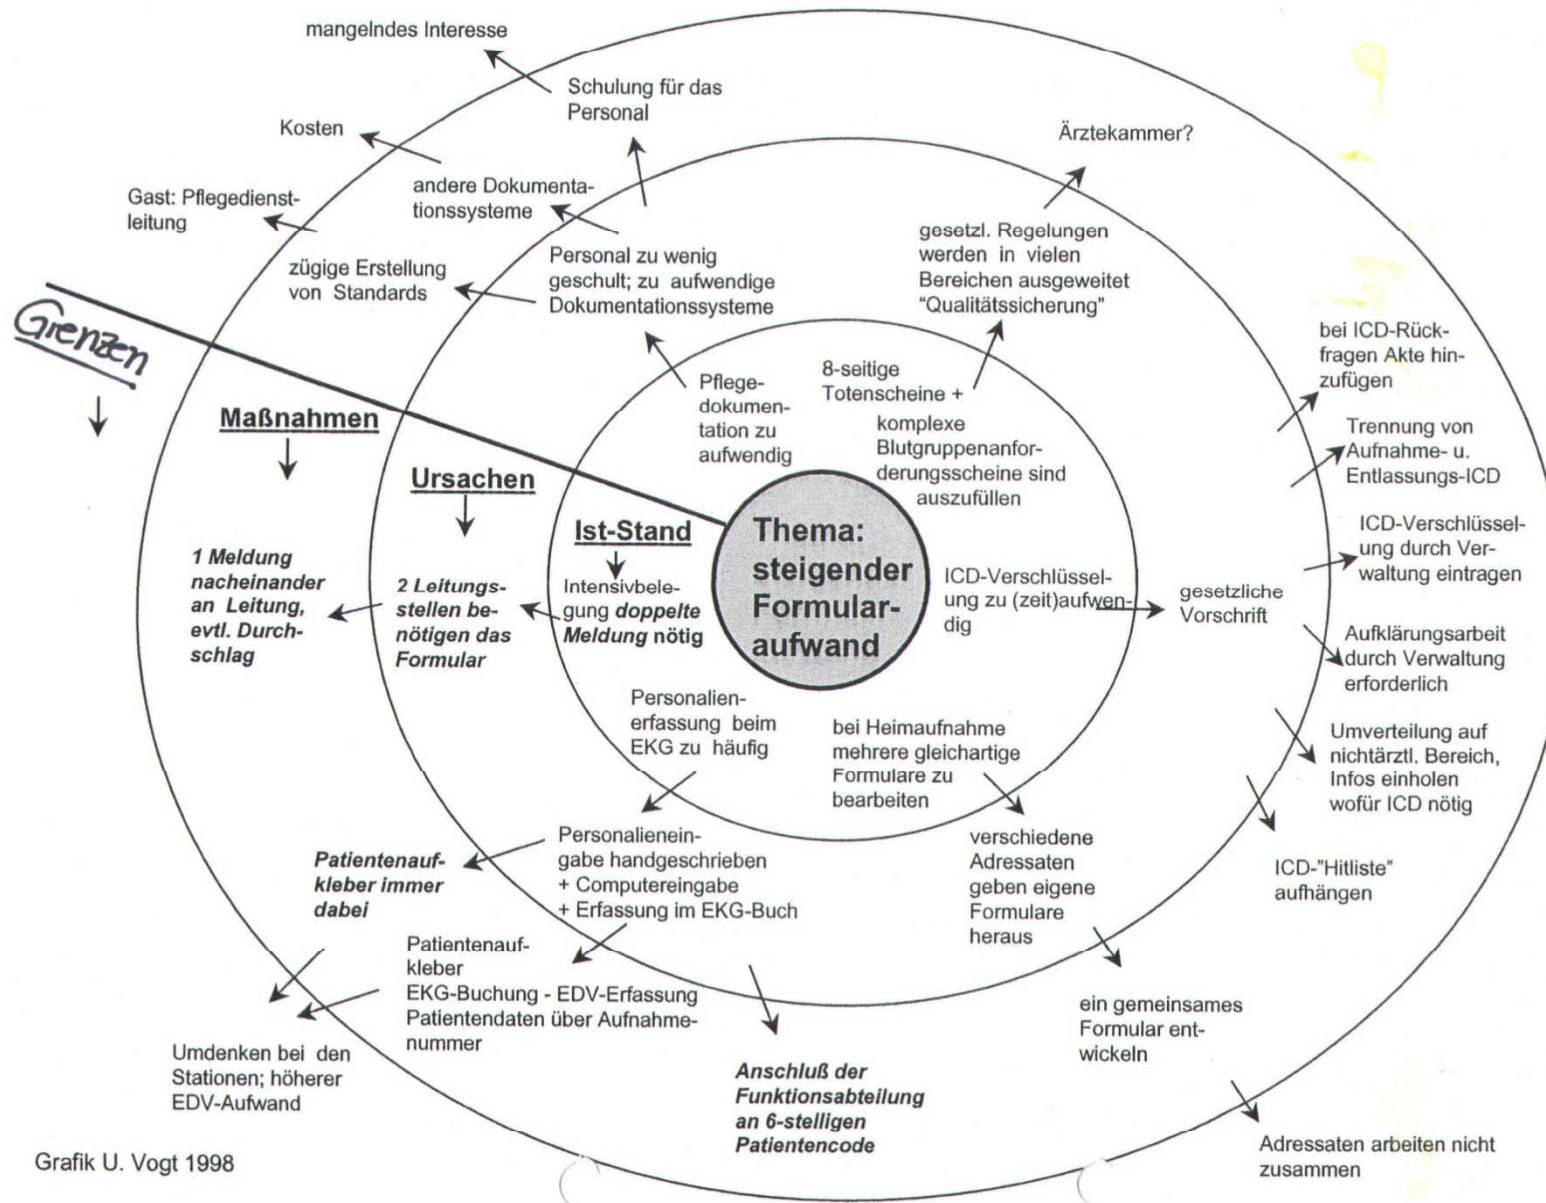 mangelndes Interesse
Schulung für das
Personal
Kosten
Ärztekammer?
andere Dokumenta-
tionssysteme
Gast: Pflegedienst-
leitung
gesetzl. Regelungen
werden in vielen
Bereichen ausgeweitet
"Qualitätssicherung"
Personal zu wenig
geschult; zu aufwendige
Dokumentationssysteme
zügige Erstellung
von Standards
Grenzen
bei ICD-Rück-
fragen Akte hin-
zufügen
8-seitige
Totenscheine +
komplexe
Blutgruppenanfor-
derungsscheine sind
auszufüllen
Pflege-
dokumen-
tation zu
aufwendig
Maßnahmen
Trennung von
Aufnahme- u.
Entlassungs-ICD
Ursachen
Ist-Stand
Thema:
steigender
Formular-
aufwand
ICD-Verschlüssel-
ung durch Ver-
waltung eintragen
1 Meldung
nacheinander
an Leitung,
evtl. Durch-
schlag
2 Leitungs-
stellen be-
nötigen das
Formular
Intensivbele-
gung doppelte
Meldung nötig
ICD-Verschlüssel-
ung zu (zeit)aufwen-
dig
gesetzliche
Vorschrift
Aufklärungsarbeit
durch Verwaltung
erforderlich
Personalien-
erfassung beim
EKG zu häufig
bei Heimaufnahme
mehrere gleichartige
Formulare zu
bearbeiten
Umverteilung auf
nichtärztl. Bereich,
Infos einholen
wofür ICD nötig
Personalienein-
gabe handgeschrieben
+ Computereingabe
+ Erfassung im EKG-Buch
verschiedene
Adressaten
geben eigene
Formulare
heraus
ICD-"Hitliste"
aufhängen
Patientenauf-
kleber immer
dabei
Patientenauf-
kleber
EKG-Buchung - EDV-Erfassung
Patientendaten über Aufnahme-
nummer
ein gemeinsames
Formular ent-
wickeln
Umdenken bei den
Stationen; höherer
EDV-Aufwand
Anschluß der
Funktionsabteilung
an 6-stelligen
Patientencode
Adressaten arbeiten nicht
zusammen
Grafik U. Vogt 1998